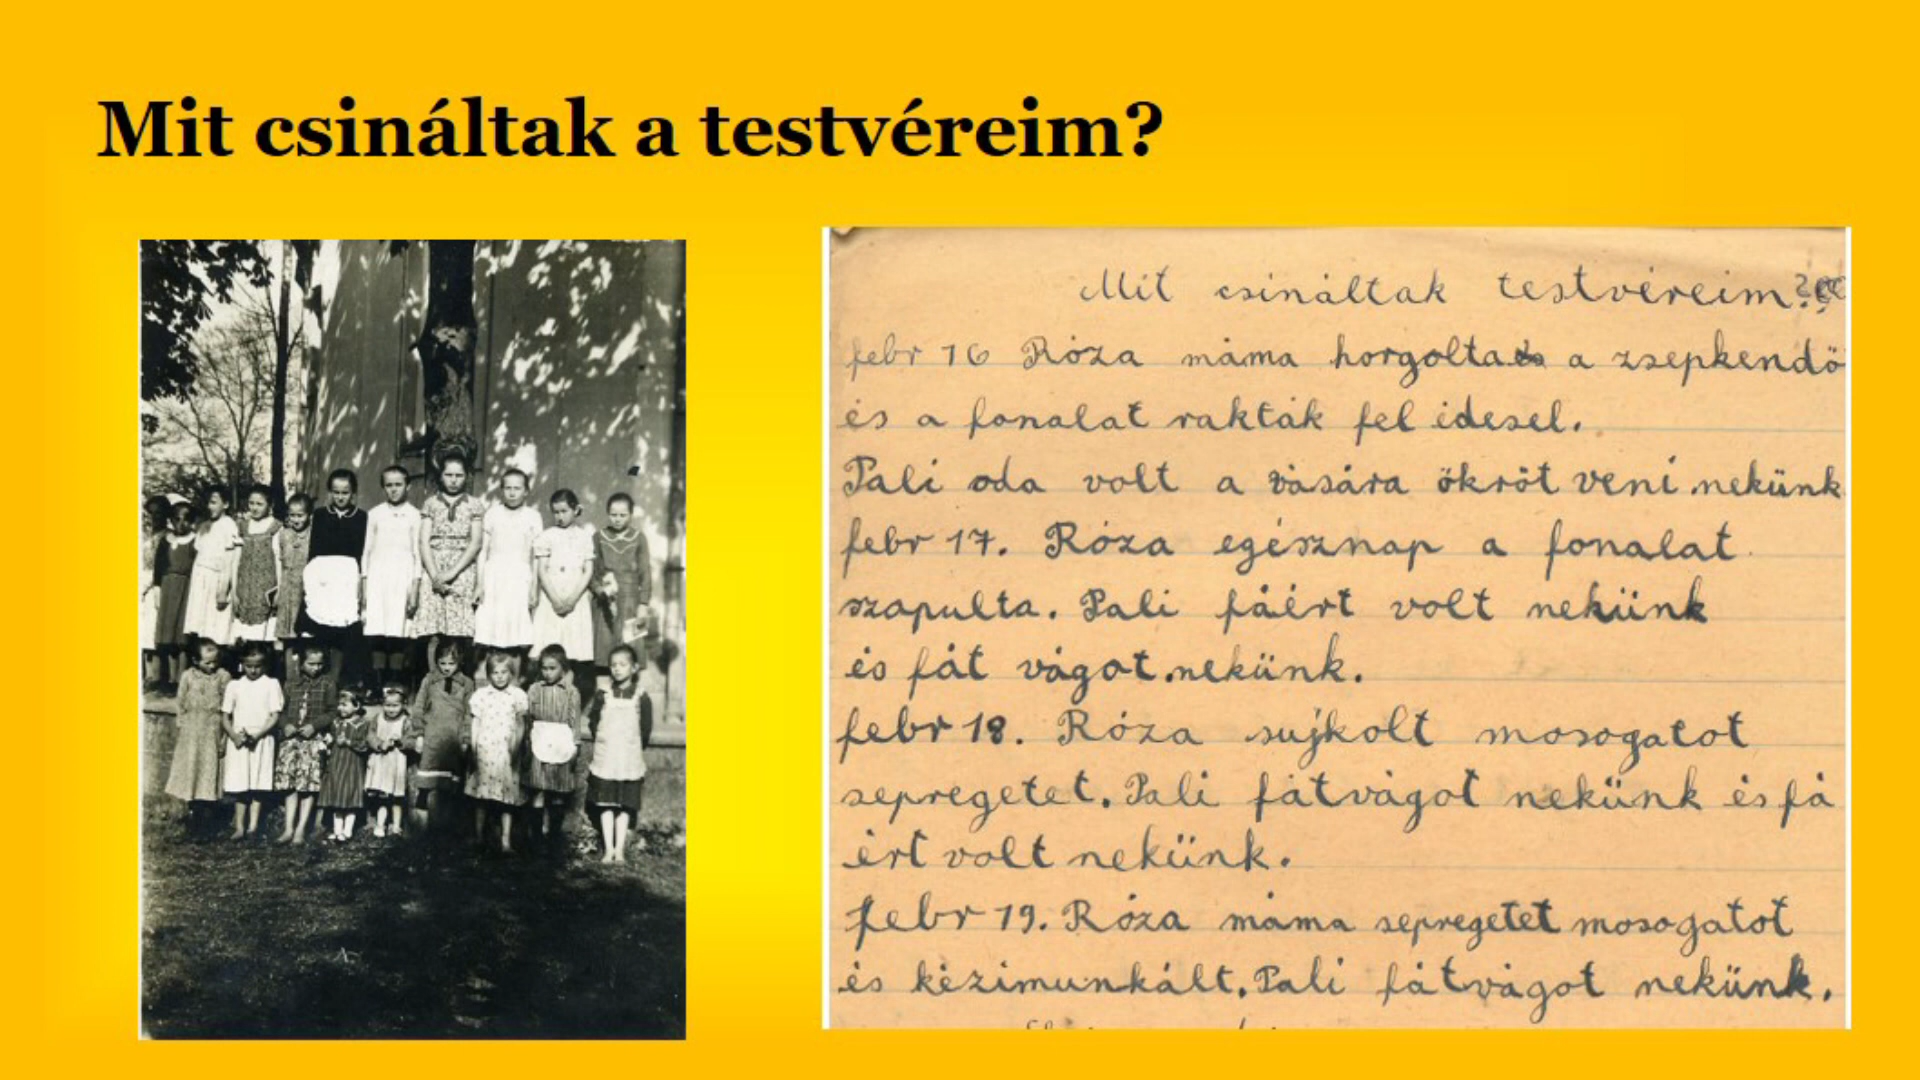 Mit csináltak a testvéreim?
Mit csináltak testvéreim?
febr 16 Róza máma horgolta a zsepkendö
és a fonalat rakták fel idesel.
Pali oda volt a vására ökröt veni nekünk
febr 17. Róza egésznap a fonalat
szapulta. Pali fáért volt nekünk
és fát vágot nekünk.
febr 18. Róza sujkolt mosogatot
sepregetet. Pali fátvágot nekünk és fá
ért volt nekünk.
febr 19. Róza máma sepregetet mosogatot
és kézimunkált. Pali fátvágot nekünk.